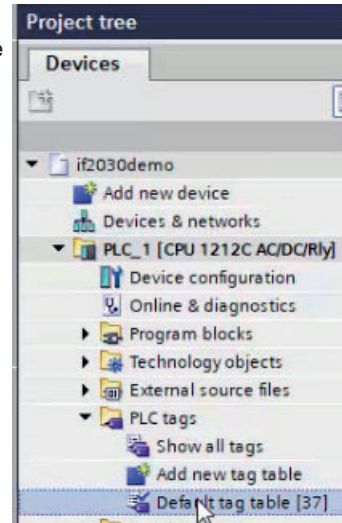 Project tree
e
Devices
if2030demo
Add new device
Devices & networks
PLC_1 [CPU 1212C AC/DC/Rly]
Device configuration
Online & diagnostics
Program blocks
Technology objects
External source files
PLC tags
Show all tags
Add new tag table
Default tag table [37]